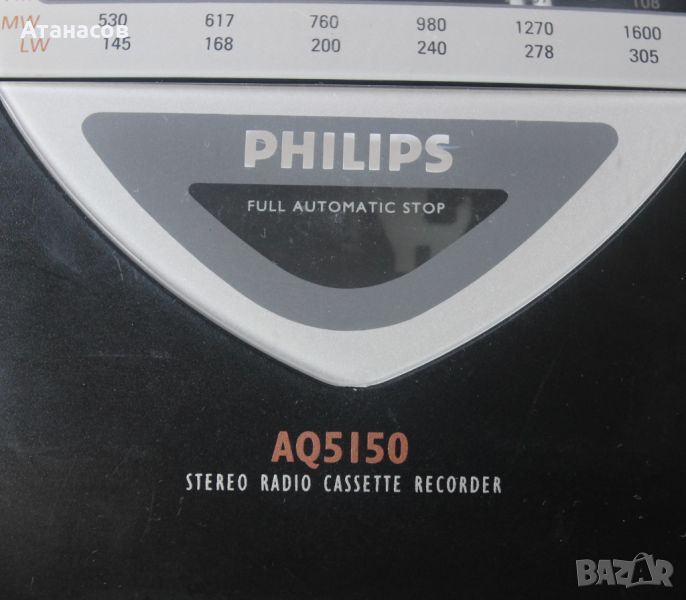 108
MW 530 617 760 980 1270 1600
Атанасов
LW 145 168 200 240 278 305
PHILIPS
FULL AUTOMATIC STOP
AQ5150
STEREO RADIO CASSETTE RECORDER
BAZAR